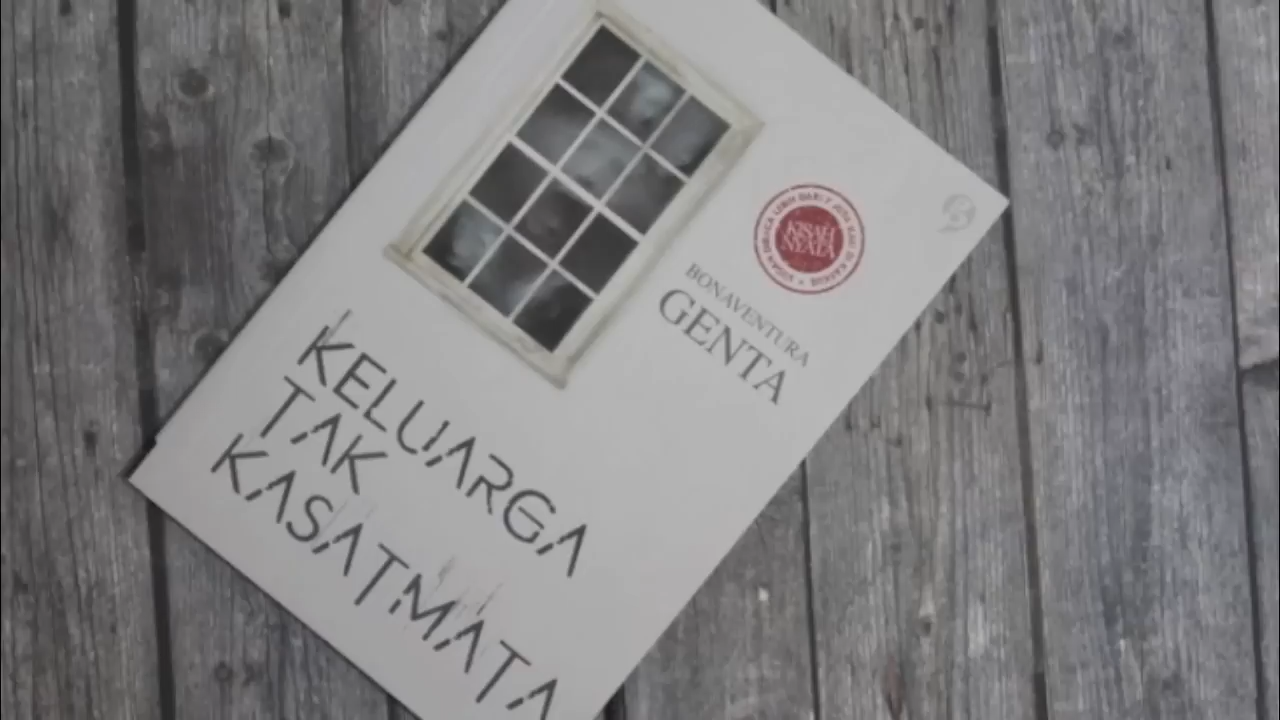 KISAH
NYATA
BONAVENTURA
GENTA
KELUARGA
TAK
KASATMATA